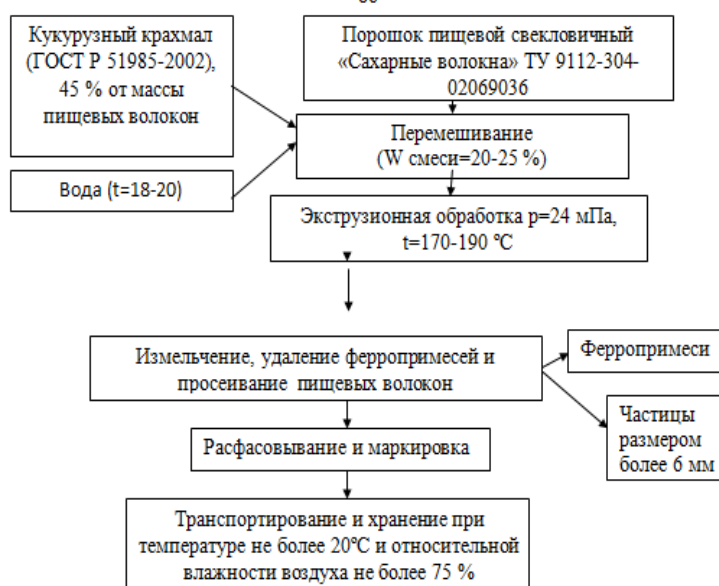 Кукурузный крахмал
(ГОСТ Р 51985-2002),
45 % от массы
пищевых волокон
Порошок пищевой свекловичный
«Сахарные волокна» ТУ 9112-304-
02069036
Перемешивание
(W смеси=20-25 %)
Вода (t=18-20)
Экструзионная обработка р=24 мПа,
t=170-190 ℃
Измельчение, удаление ферропримесей и
просеивание пищевых волокон
Ферропримеси
Частицы
размером
более 6 мм
Расфасовывание и маркировка
Транспортирование и хранение при
температуре не более 20℃ и относительной
влажности воздуха не более 75 %